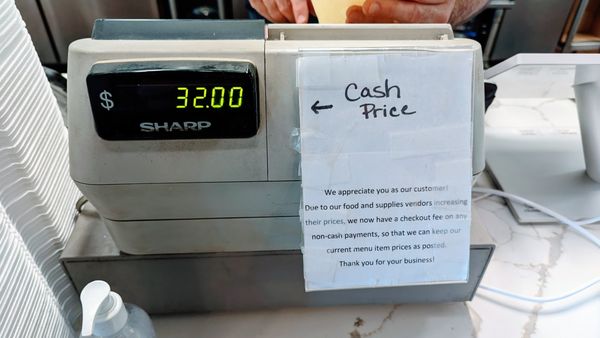 $ 32.00
SHARP
← Cash
Price
We appreciate you as our customer!
Due to our food and supplies vendors increasing
their prices, we now have a checkout fee on any
non-cash payments, so that we can keep our
current menu item prices as posted.
Thank you for your business!